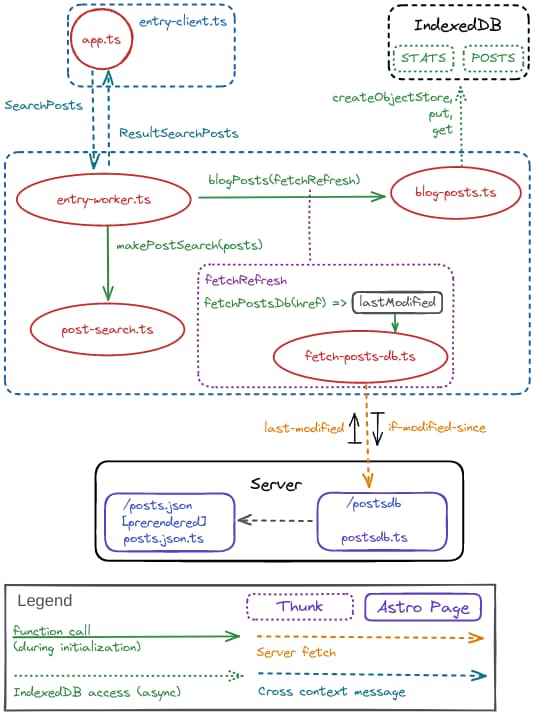 entry-client.ts
app.ts
IndexedDB
STATS
POSTS
createObjectStore,
put,
get
SearchPosts
ResultSearchPosts
entry-worker.ts
blogPosts(fetchRefresh)
blog-posts.ts
makePostSearch(posts)
post-search.ts
fetchRefresh
fetchPostsDb(href) => lastModified
fetch-posts-db.ts
last-modified
if-modified-since
Server
/posts.json
[prerendered]
posts.json.ts
/postsdb
postsdb.ts
Legend
Thunk
Astro Page
function call
(during initialization)
Server fetch
IndexedDB access (async)
Cross context message